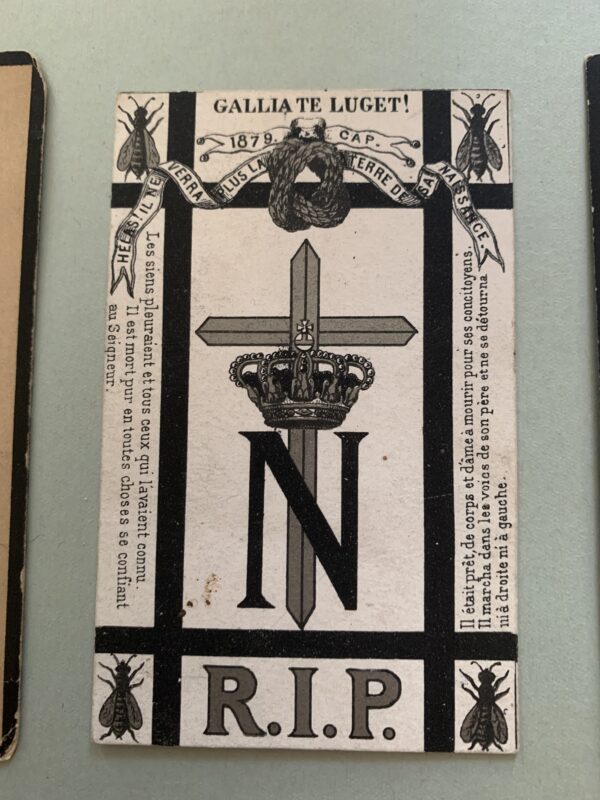 GALLIA TE LUGET!
1879. CAP.
HÉLAS! IL NE VERRA PLUS LA TERRE DE SA NAISSANCE.
Les siens pleuraient et tous ceux qui l'avaient connu.
Il est mort pur en toutes choses se confiant
au Seigneur.
Il était prêt, de corps et d'âme à mourir pour ses concitoyens.
Il marcha dans les voies de son père et ne se détourna
ni à droite ni à gauche.
N
R.I.P.